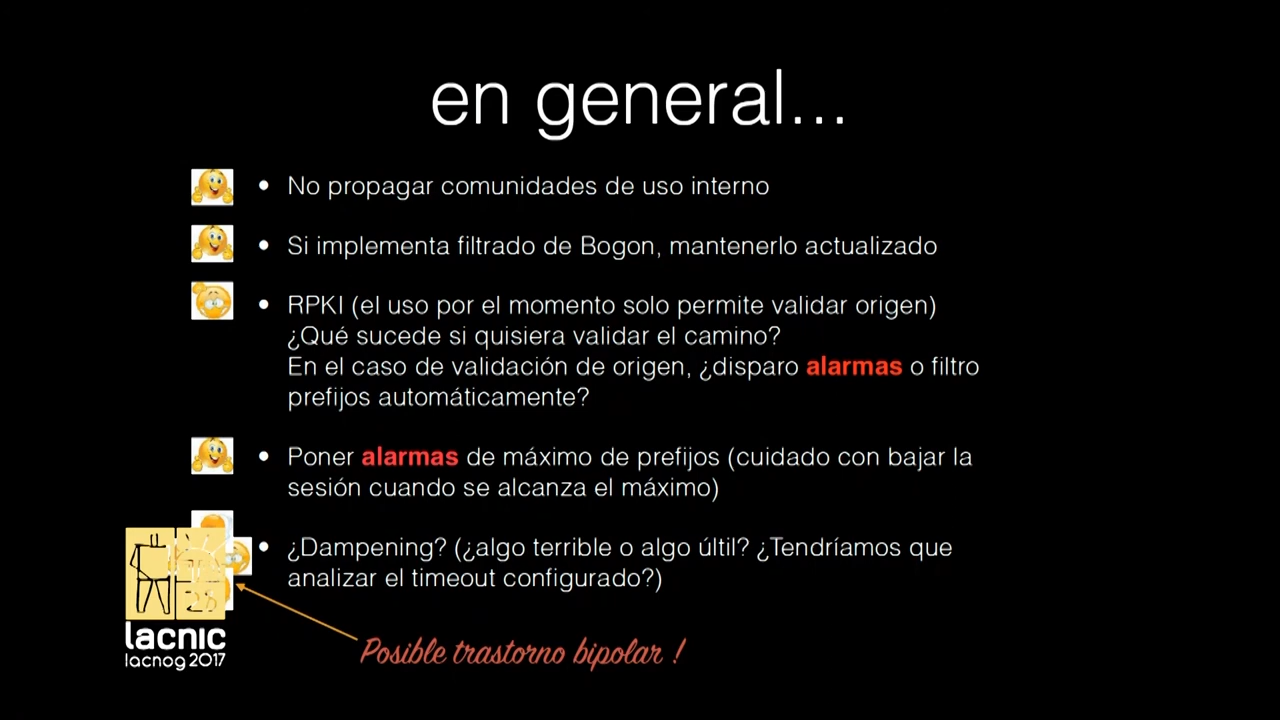 en general...
• No propagar comunidades de uso interno
• Si implementa filtrado de Bogon, mantenerlo actualizado
• RPKI (el uso por el momento solo permite validar origen)
¿Qué sucede si quisiera validar el camino?
En el caso de validación de origen, ¿disparo alarmas o filtro
prefijos automáticamente?
• Poner alarmas de máximo de prefijos (cuidado con bajar la
sesión cuando se alcanza el máximo)
• ¿Dampening? (¿algo terrible o algo últil? ¿Tendríamos que
analizar el timeout configurado?)
Posible trastorno bipolar !
28
lacnic
lacnog 2017